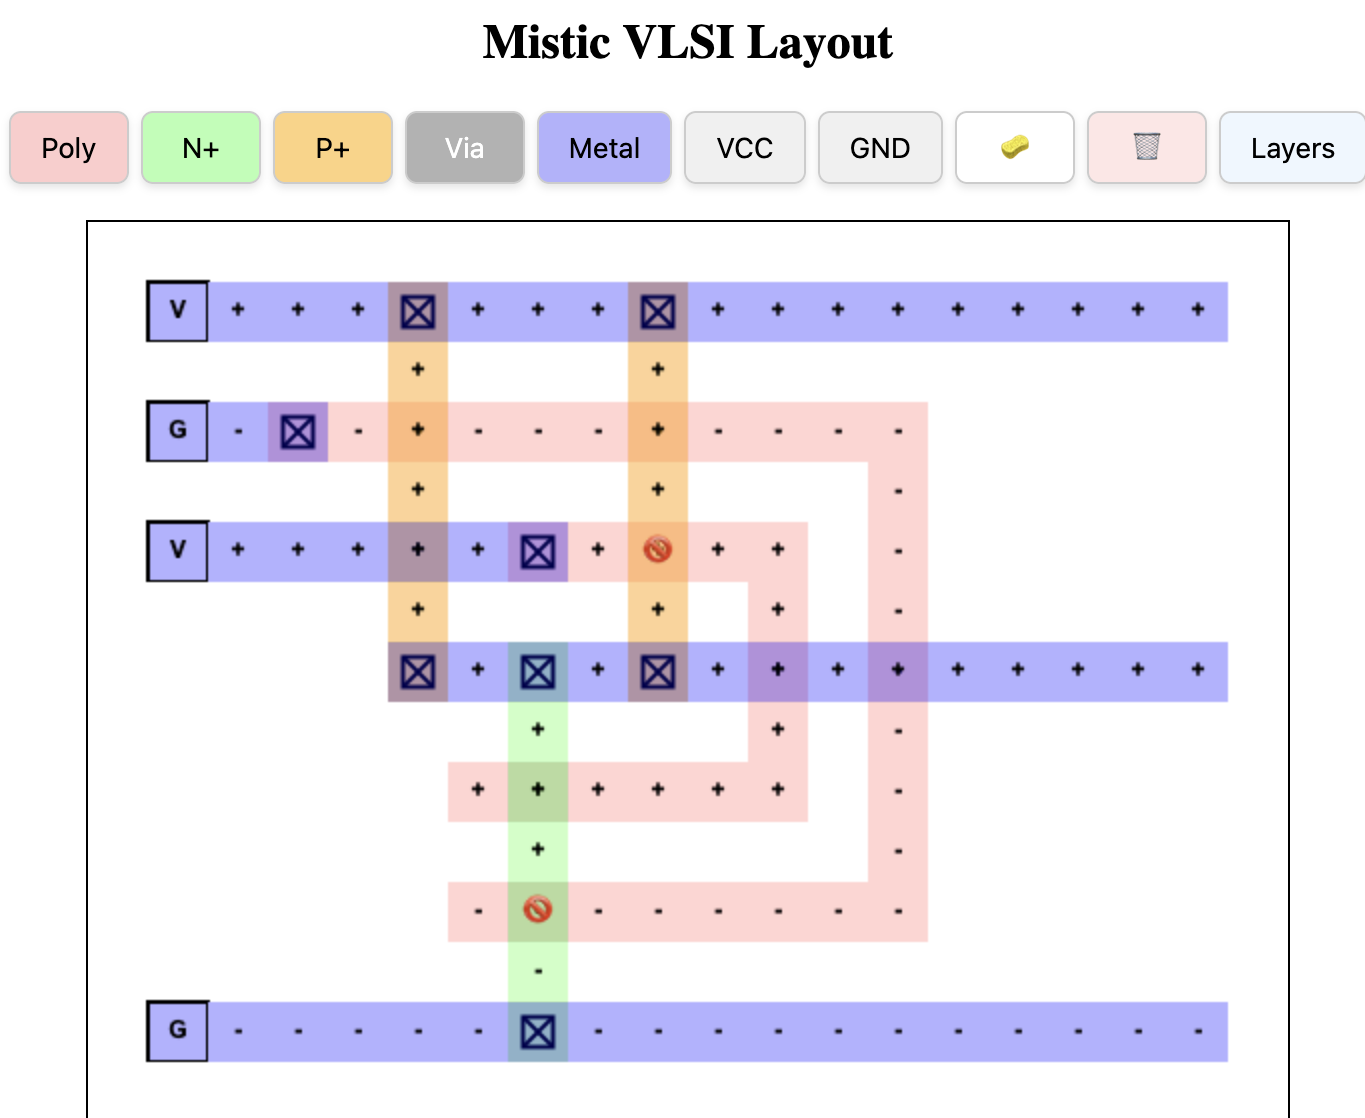 Mistic VLSI Layout
Poly N+ P+ Via Metal VCC GND Layers
V + + + + + + + + + + + + + + +
+ +
G - - + - - - + - - - -
+ + -
V + + + + + + + + -
+ + + -
+ + + + + + + + + +
+ + -
+ + + + + + -
+ -
- - - - - - -
-
G - - - - - - - - - - - - - - - -